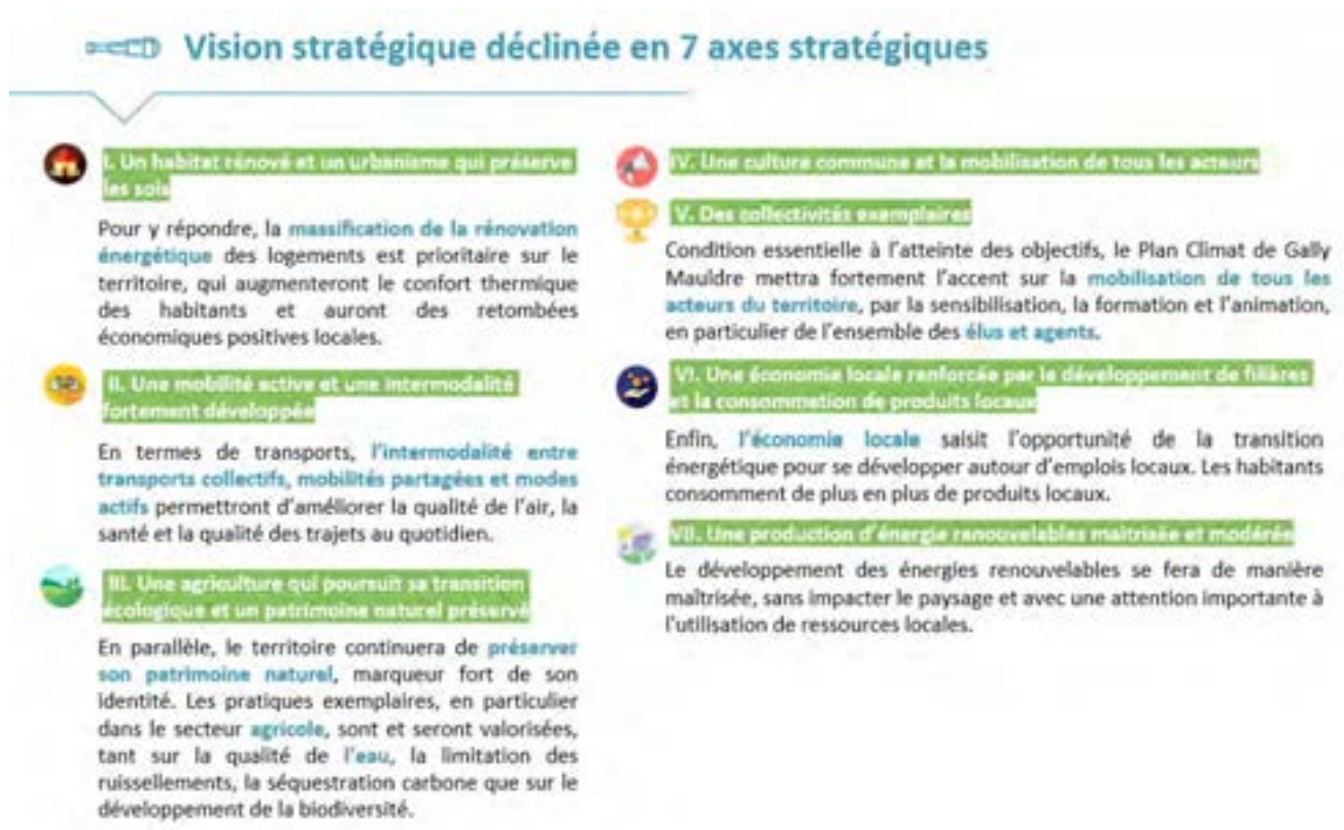 Vision stratégique déclinée en 7 axes stratégiques
I. Un habitat rénové et un urbanisme qui préserve
les sols
Pour y répondre, la massification de la rénovation
énergétique des logements est prioritaire sur le
territoire, qui augmenteront le confort thermique
des habitants et auront des retombées
économiques positives locales.
II. Une mobilité active et une intermodalité
fortement développée
En termes de transports, l'intermodalité entre
transports collectifs, mobilités partagées et modes
actifs permettront d'améliorer la qualité de l'air, la
santé et la qualité des trajets au quotidien.
III. Une agriculture qui poursuit sa transition
écologique et un patrimoine naturel préservé
En parallèle, le territoire continuera de préserver
son patrimoine naturel, marqueur fort de son
identité. Les pratiques exemplaires, en particulier
dans le secteur agricole, sont et seront valorisées,
tant sur la qualité de l'eau, la limitation des
ruissellements, la séquestration carbone que sur le
développement de la biodiversité.
IV. Une culture commune et la mobilisation de tous les acteurs
V. Des collectivités exemplaires
Condition essentielle à l'atteinte des objectifs, le Plan Climat de Gally
Mauldre mettra fortement l'accent sur la mobilisation de tous les
acteurs du territoire, par la sensibilisation, la formation et l'animation,
en particulier de l'ensemble des élus et agents.
VI. Une économie locale renforcée par le développement de filières
et la consommation de produits locaux
Enfin, l'économie locale saisit l'opportunité de la transition
énergétique pour se développer autour d'emplois locaux. Les habitants
consomment de plus en plus de produits locaux.
VII. Une production d'énergie renouvelables maitrisée et modérée
Le développement des énergies renouvelables se fera de manière
maîtrisée, sans impacter le paysage et avec une attention importante à
l'utilisation de ressources locales.